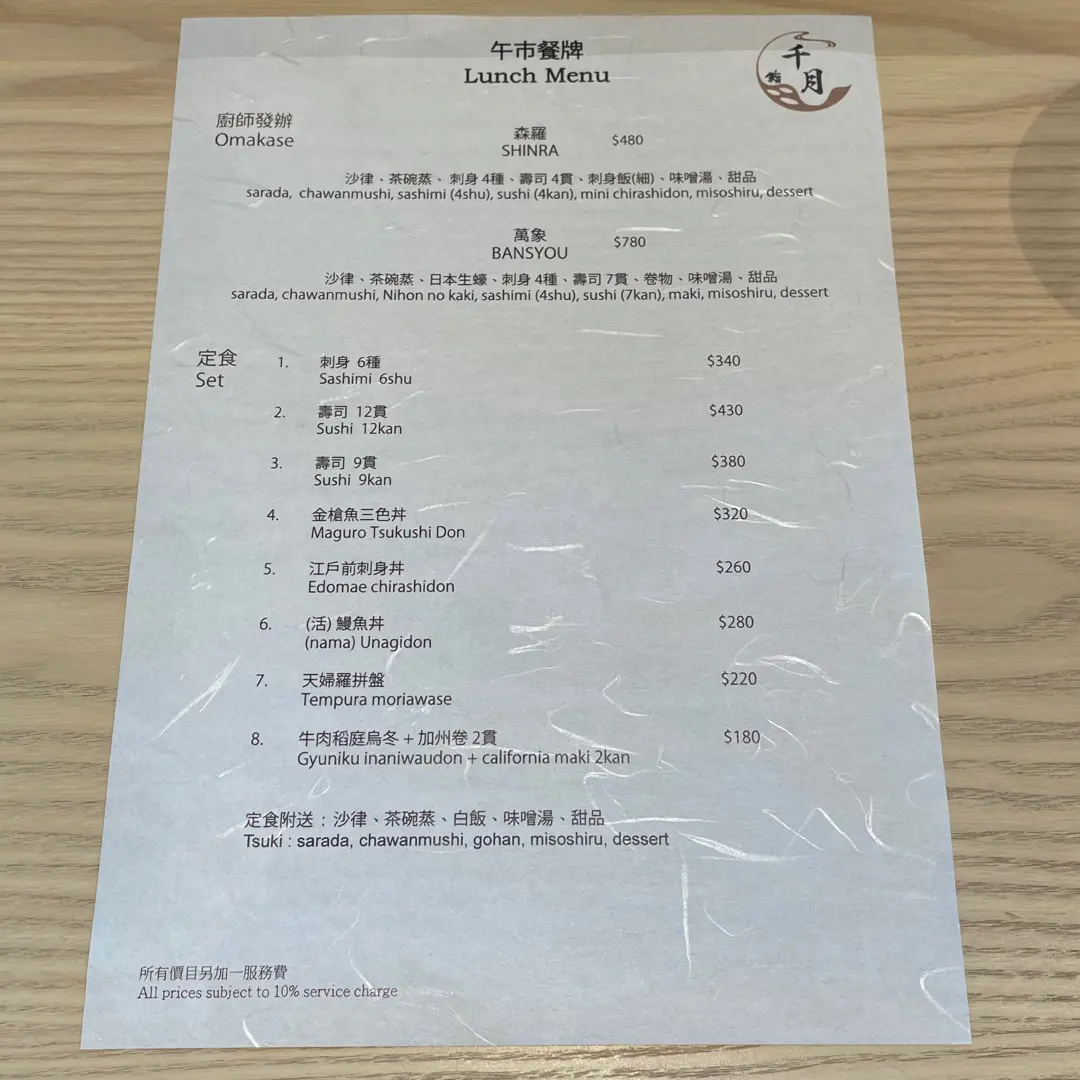 午市餐牌
Lunch Menu
千月
鮨
廚師發辦
Omakase
森羅
SHINRA
$480
沙律、茶碗蒸、刺身 4種、壽司 4貫、刺身飯(細)、味噌湯、甜品
sarada, chawanmushi, sashimi (4shu), sushi (4kan), mini chirashidon, misoshiru, dessert
萬象
BANSYOU
$780
沙律、茶碗蒸、日本生蠔、刺身 4種、壽司 7貫、卷物、味噌湯、甜品
sarada, chawanmushi, Nihon no kaki, sashimi (4shu), sushi (7kan), maki, misoshiru, dessert
定食
Set
1. 刺身 6種 $340
Sashimi 6shu
2. 壽司 12貫 $430
Sushi 12kan
3. 壽司 9貫 $380
Sushi 9kan
4. 金槍魚三色丼 $320
Maguro Tsukushi Don
5. 江戶前刺身丼 $260
Edomae chirashidon
6. (活) 鰻魚丼 $280
(nama) Unagidon
7. 天婦羅拼盤 $220
Tempura moriawase
8. 牛肉稻庭烏冬 + 加州卷 2貫 $180
Gyuniku inaniwaudon + california maki 2kan
定食附送 : 沙律、茶碗蒸、白飯、味噌湯、甜品
Tsuki : sarada, chawanmushi, gohan, misoshiru, dessert
所有價目另加一服務費
All prices subject to 10% service charge